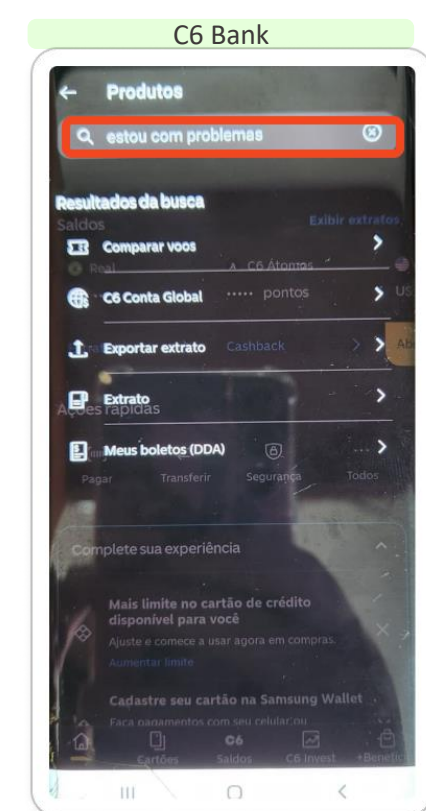 C6 Bank
Produtos
estou com problemas
Resultados da busca
Saldos
Exibir extratos
Comparar voos
Real
C6 Átomos
C6 Conta Global
pontos
US
Exportar extrato
Cashback
Extrato
Ações rápidas
Meus boletos (DDA)
Pagar Transferir Segurança Todos
Complete sua experiência
Mais limite no cartão de crédito
disponível para você
Ajuste e comece a usar agora em compras.
Aumentar limite
Cadastre seu cartão na Samsung Wallet
Faça pagamentos com seu celular ou
Cartões Saldos C6 Invest +Benefíc